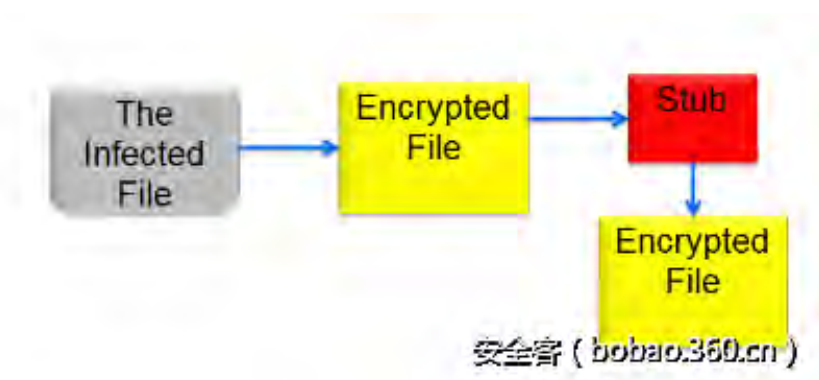 The
Infected
File
Encrypted
File
Stub
Encrypted
File
安全客 ( bobao.360.cn )